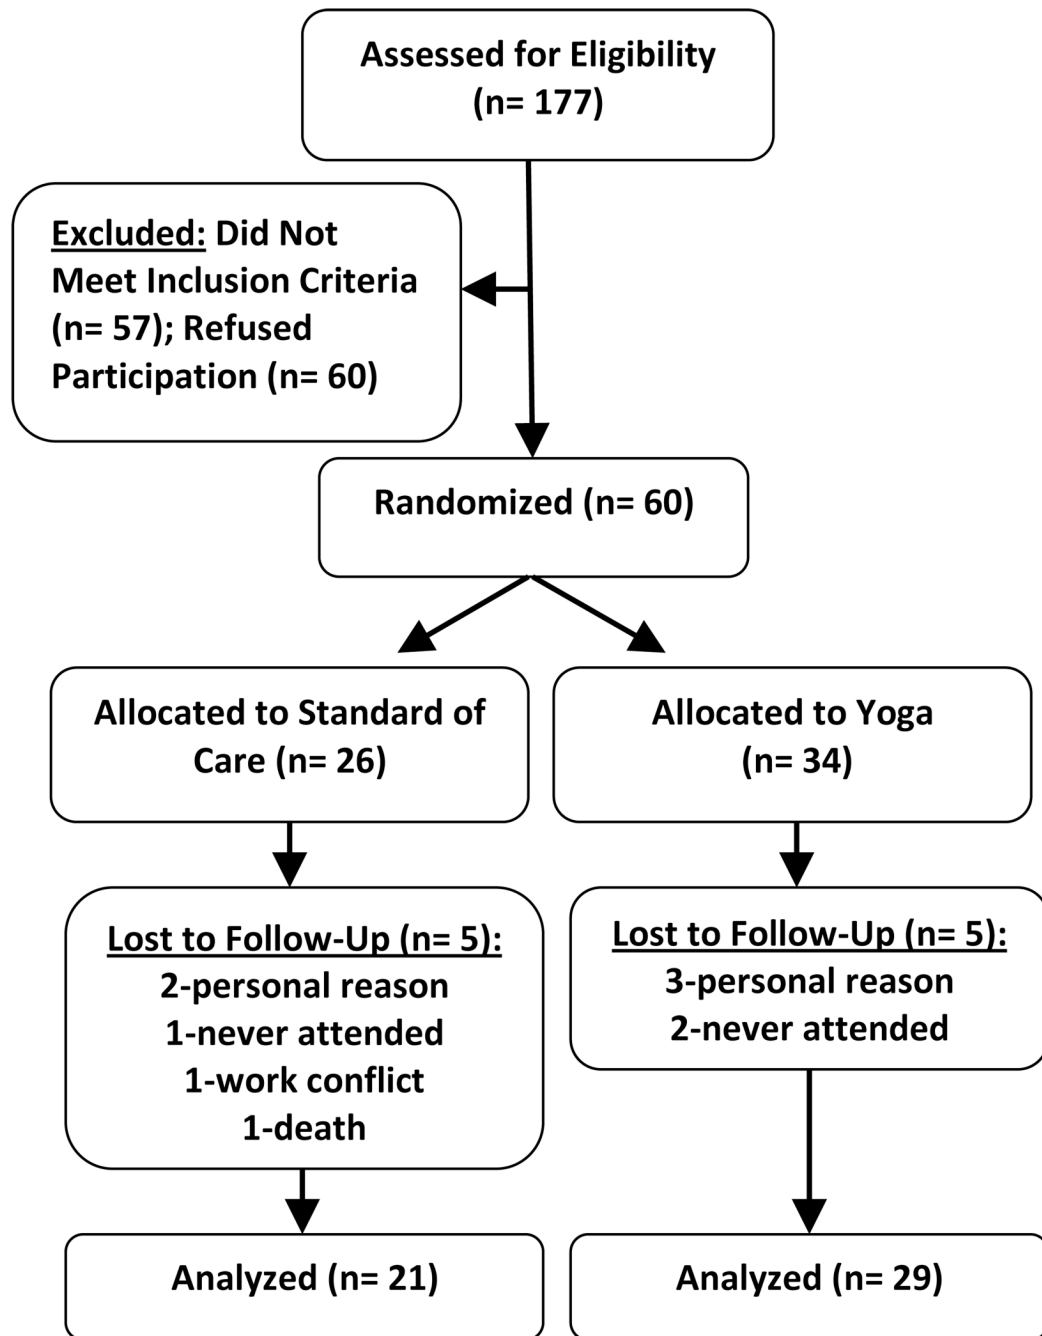 Assessed for Eligibility
(n= 177)
Excluded: Did Not
Meet Inclusion Criteria
(n= 57); Refused
Participation (n= 60)
Randomized (n= 60)
Allocated to Standard of
Care (n= 26)
Allocated to Yoga
(n= 34)
Lost to Follow-Up (n= 5):
2-personal reason
1-never attended
1-work conflict
1-death
Lost to Follow-Up (n= 5):
3-personal reason
2-never attended
Analyzed (n= 21)
Analyzed (n= 29)